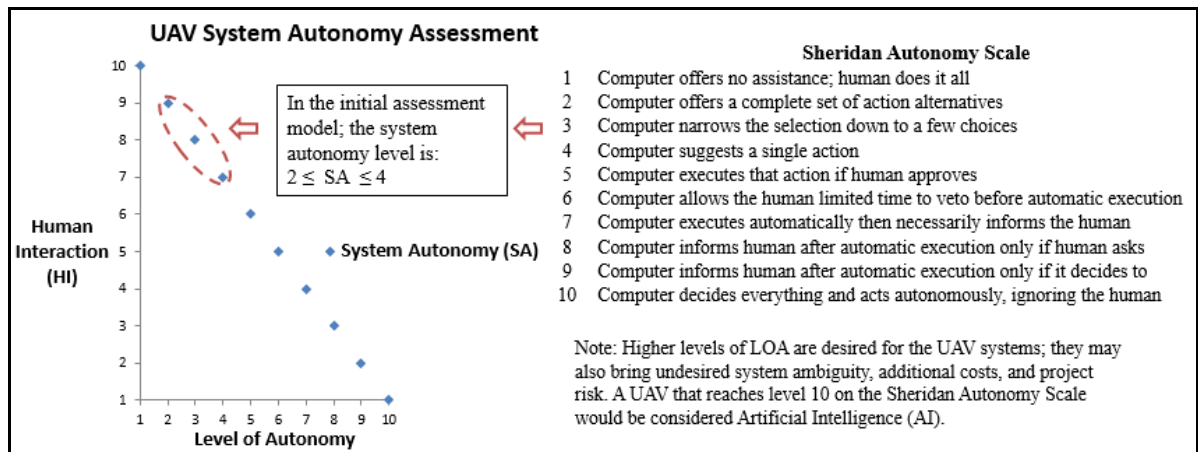 UAV System Autonomy Assessment
10
9
8
7
6
5
4
3
2
1
Human
Interaction
(HI)
In the initial assessment
model; the system
autonomy level is:
2 ≤ SA ≤ 4
System Autonomy (SA)
1 2 3 4 5 6 7 8 9 10
Level of Autonomy
Sheridan Autonomy Scale
1 Computer offers no assistance; human does it all
2 Computer offers a complete set of action alternatives
3 Computer narrows the selection down to a few choices
4 Computer suggests a single action
5 Computer executes that action if human approves
6 Computer allows the human limited time to veto before automatic execution
7 Computer executes automatically then necessarily informs the human
8 Computer informs human after automatic execution only if human asks
9 Computer informs human after automatic execution only if it decides to
10 Computer decides everything and acts autonomously, ignoring the human
Note: Higher levels of LOA are desired for the UAV systems; they may
also bring undesired system ambiguity, additional costs, and project
risk. A UAV that reaches level 10 on the Sheridan Autonomy Scale
would be considered Artificial Intelligence (AI).